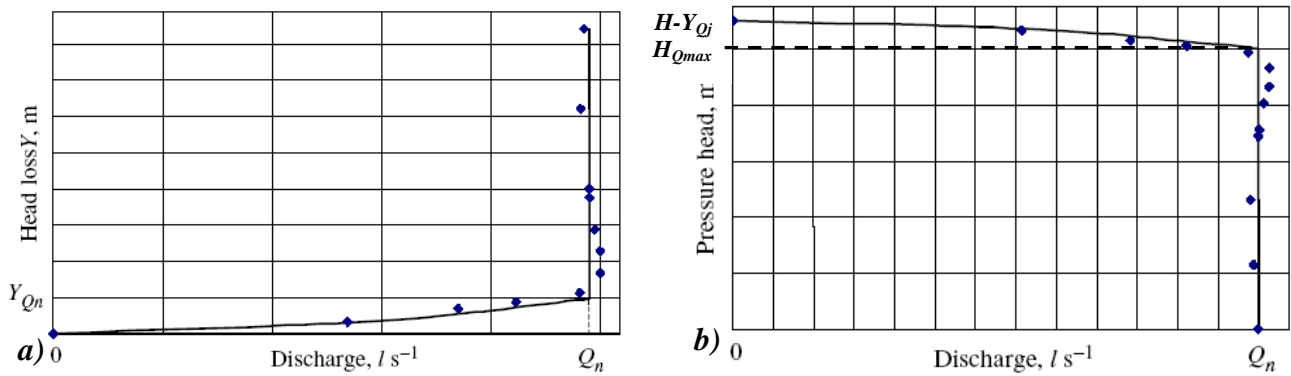 Head loss Y, m
Y_Qn
a)
0
Discharge, l s⁻¹
Q_n
H-Y_Qj
H_Qmax
Pressure head,
b)
0
Discharge, l s⁻¹
Q_n